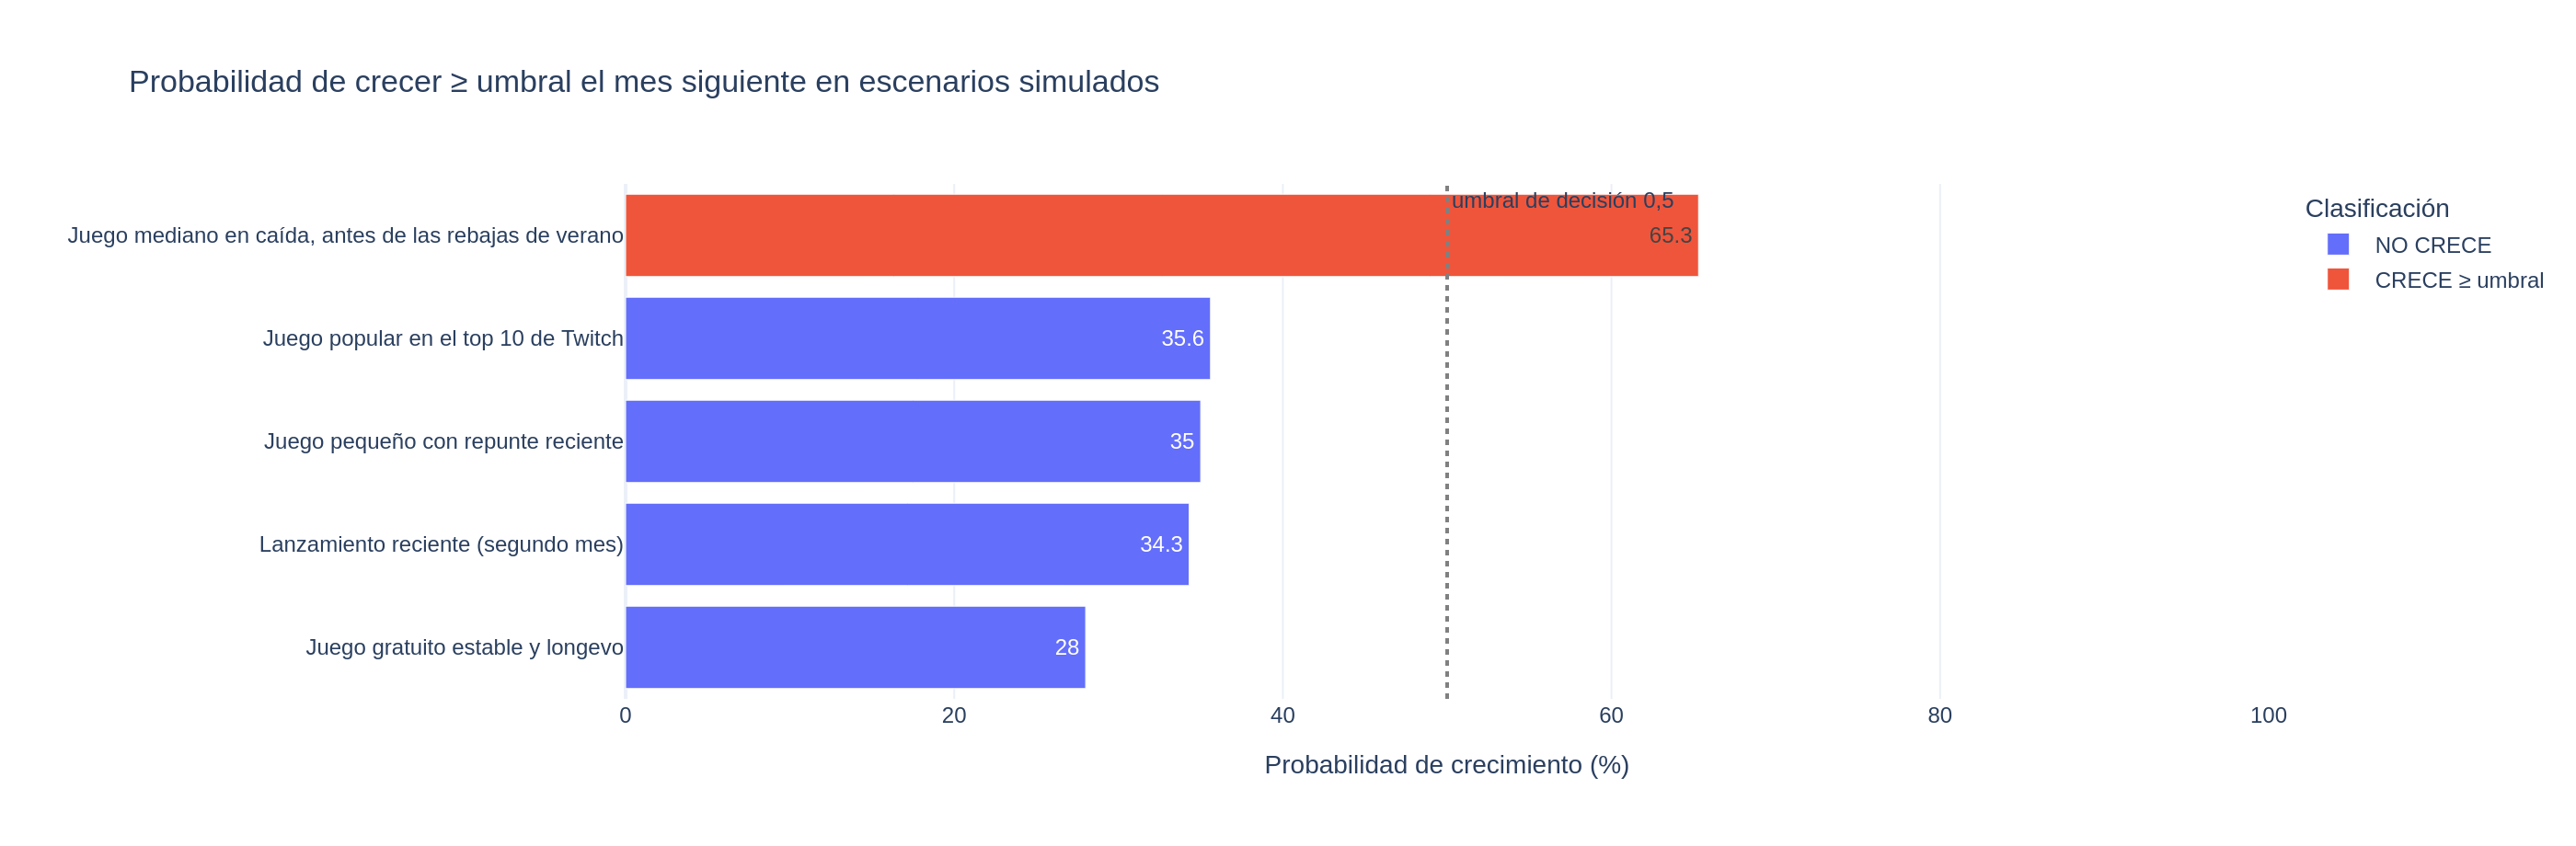 Probabilidad de crecer ≥ umbral el mes siguiente en escenarios simulados
umbral de decisión 0,5
Juego mediano en caída, antes de las rebajas de verano
65.3
Juego popular en el top 10 de Twitch
35.6
Juego pequeño con repunte reciente
35
Lanzamiento reciente (segundo mes)
34.3
Juego gratuito estable y longevo
28
0
20
40
60
80
100
Probabilidad de crecimiento (%)
Clasificación
NO CRECE
CRECE ≥ umbral